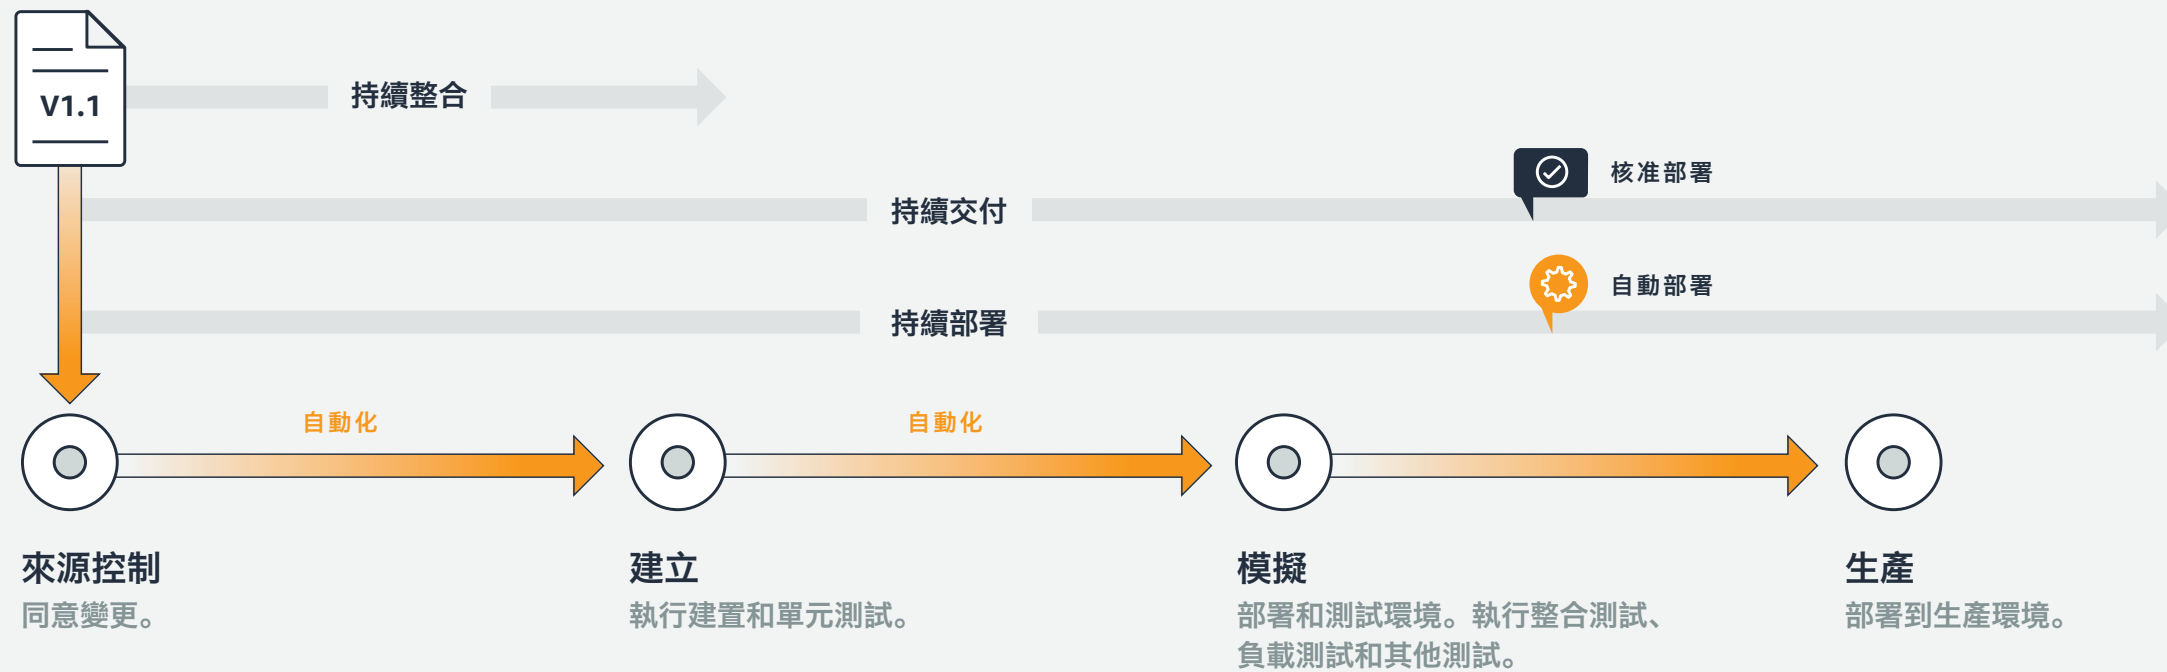 V1.1
持續整合
核准部署
持續交付
自動部署
持續部署
自動化
自動化
來源控制
同意變更。
建立
執行建置和單元測試。
模擬
部署和測試環境。執行整合測試、
負載測試和其他測試。
生產
部署到生產環境。